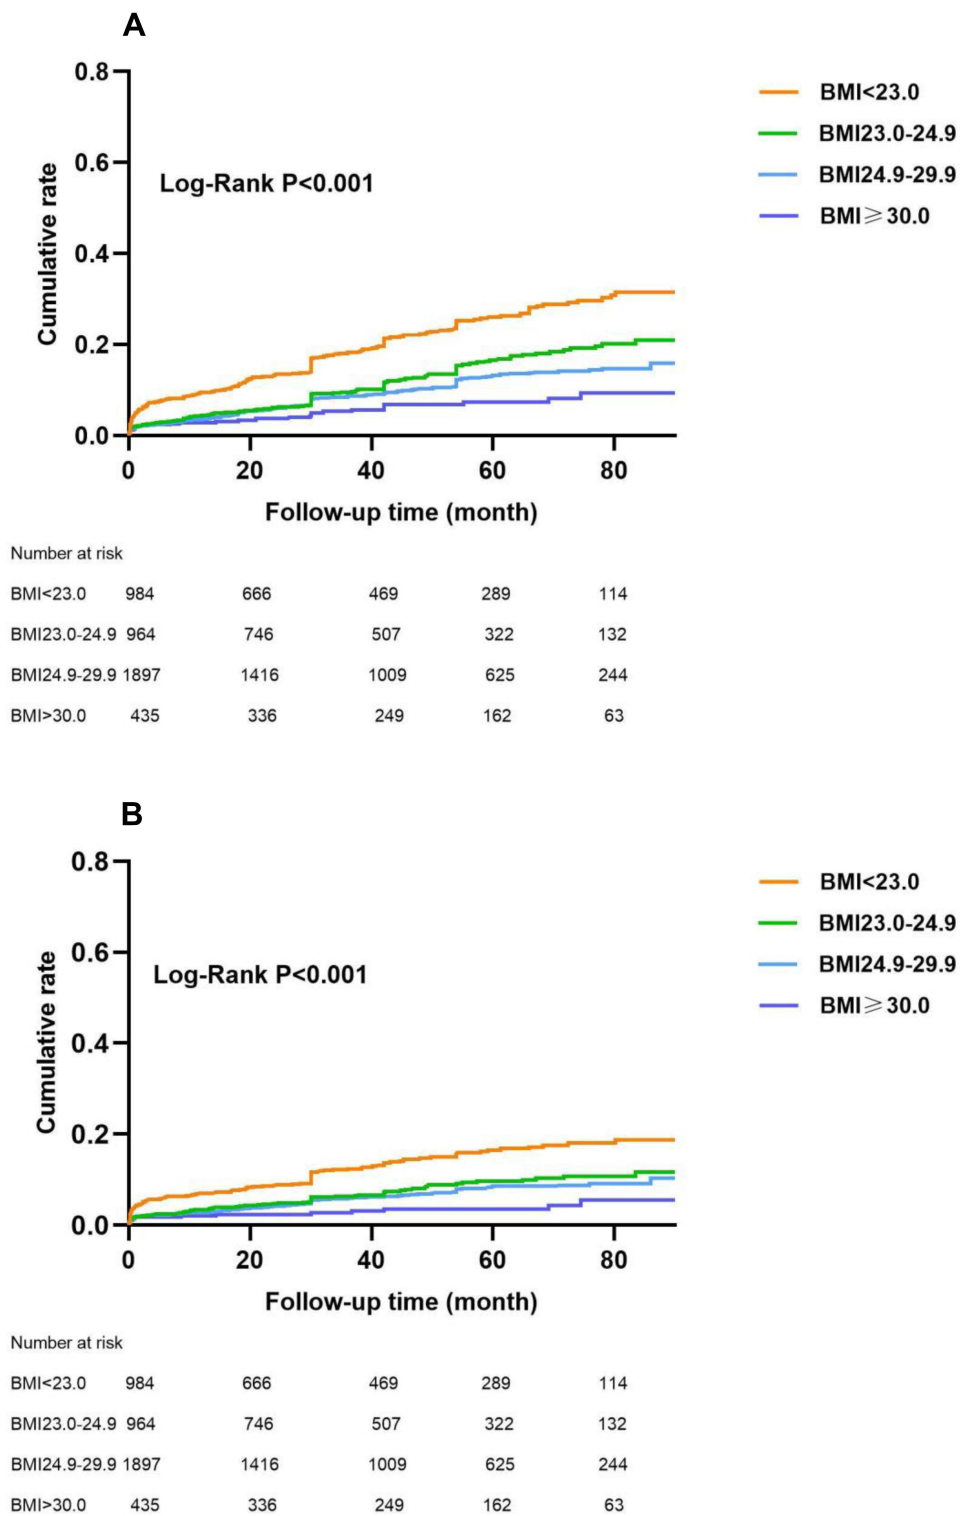 A
0.8
BMI<23.0
BMI23.0-24.9
0.6
BMI24.9-29.9
Log-Rank P<0.001
BMI≥30.0
Cumulative rate
0.4
0.2
0.0
0 20 40 60 80
Follow-up time (month)
Number at risk
BMI<23.0 984 666 469 289 114
BMI23.0-24.9 964 746 507 322 132
BMI24.9-29.9 1897 1416 1009 625 244
BMI>30.0 435 336 249 162 63
B
0.8
BMI<23.0
BMI23.0-24.9
0.6
BMI24.9-29.9
Log-Rank P<0.001
BMI≥30.0
Cumulative rate
0.4
0.2
0.0
0 20 40 60 80
Follow-up time (month)
Number at risk
BMI<23.0 984 666 469 289 114
BMI23.0-24.9 964 746 507 322 132
BMI24.9-29.9 1897 1416 1009 625 244
BMI>30.0 435 336 249 162 63